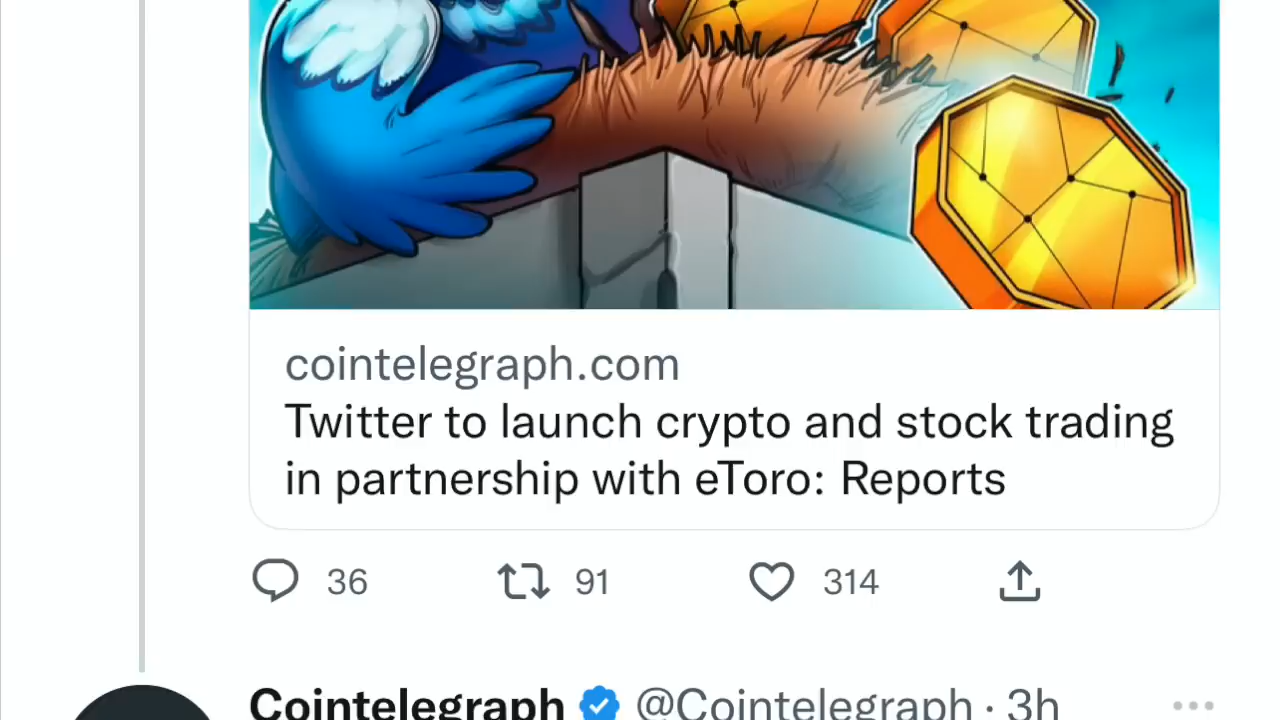 cointelegraph.com
Twitter to launch crypto and stock trading
in partnership with eToro: Reports
36 91 314
Cointelegraph @Cointelegraph · 3h